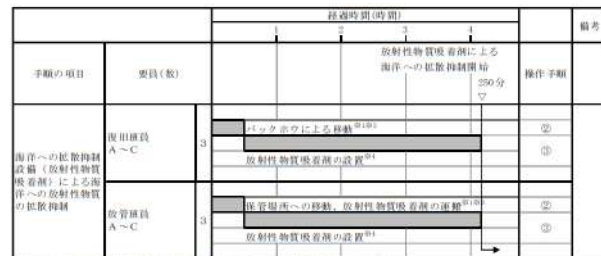 経過時間(時間)
備考
1 2 3 4
手順の項目
要員(数)
放射性物質吸着剤による
海洋への拡散抑制開始
操作手順
250分
▽
海洋への拡散抑制
設備(放射性物質
吸着剤)による海
洋への放射性物質
の拡散抑制
復旧班員
A~C
3
バックホウによる移動※1※2
②
放射性物質吸着剤の設置※4
③
放管班員
A~C
3
保管場所への移動、放射性物質吸着剤の運搬
②
放射性物質吸着剤の設置※4
③